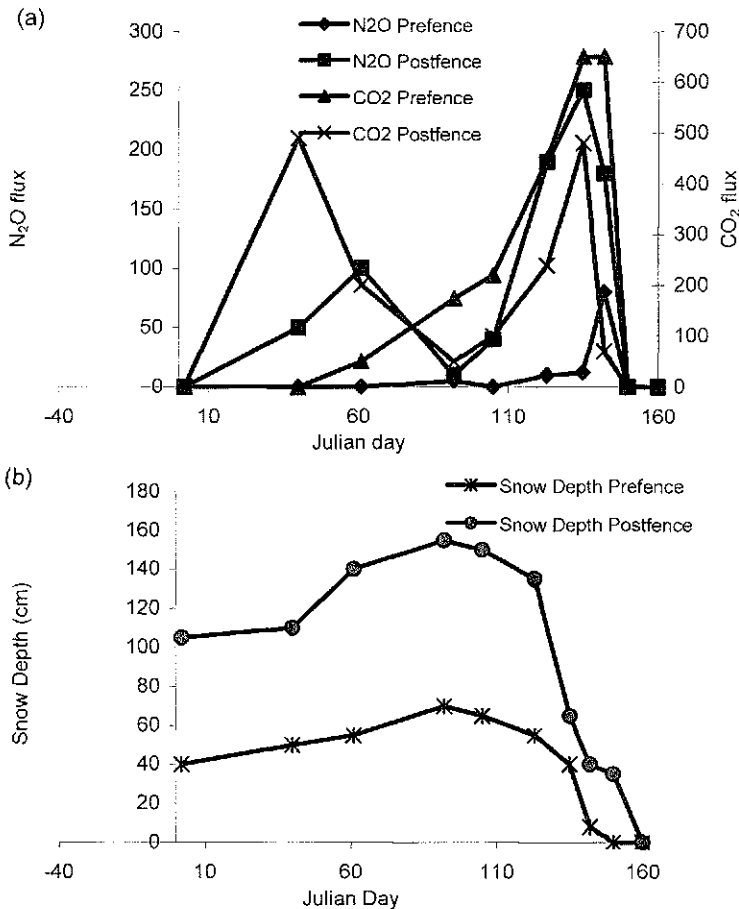 (a)
N2O Prefence
N2O Postfence
CO2 Prefence
CO2 Postfence
300
250
200
150
100
50
0
N₂O flux
700
600
500
400
300
200
100
0
CO₂ flux
-40
10
60
110
160
Julian day
(b)
Snow Depth Prefence
Snow Depth Postfence
180
160
140
120
100
80
60
40
20
0
Snow Depth (cm)
-40
10
60
110
160
Julian Day